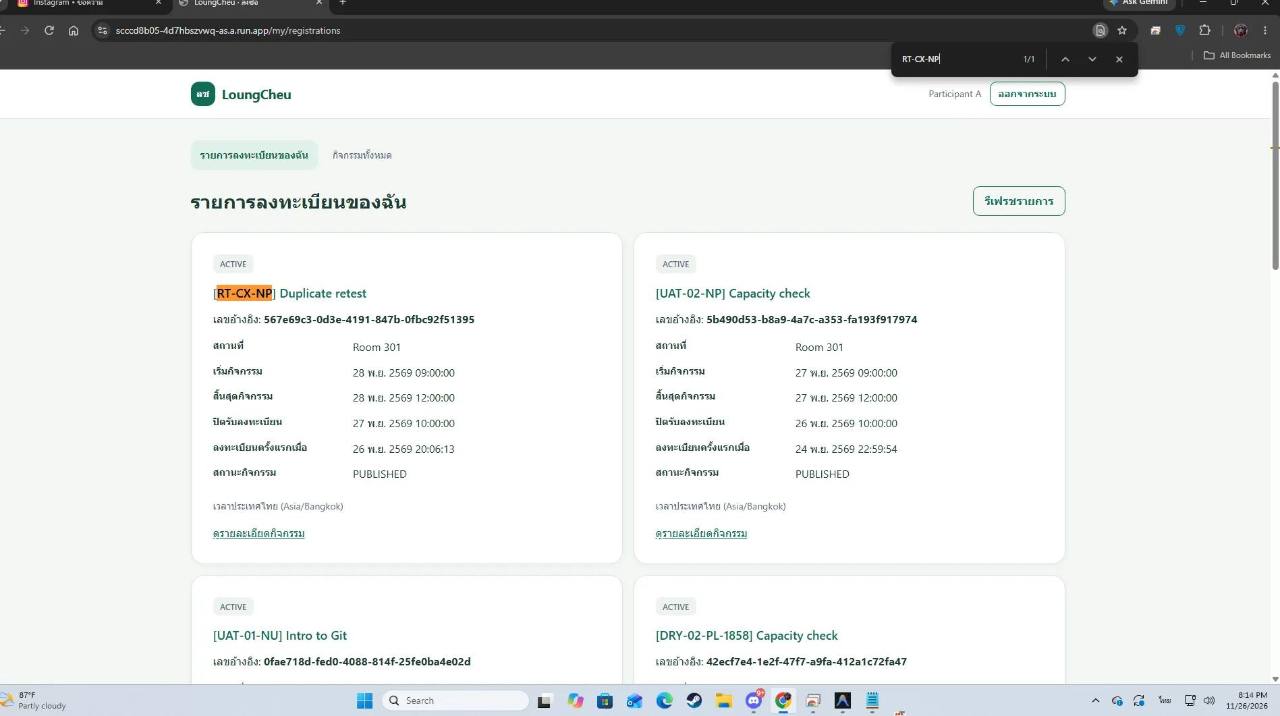 Instagram • ข้อความ
LoungCheu - ลงชื่อ
Ask Gemini
scccd8b05-4d7hbszvwq-as.a.run.app/my/registrations
RT-CX-NP 1/1
All Bookmarks
ลช LoungCheu
Participant A ออกจากระบบ
รายการลงทะเบียนของฉัน กิจกรรมทั้งหมด
รายการลงทะเบียนของฉัน
รีเฟรชรายการ
ACTIVE
[RT-CX-NP] Duplicate retest
เลขอ้างอิง: 567e69c3-0d3e-4191-847b-0fbc92f51395
สถานที่ Room 301
เริ่มกิจกรรม 28 พ.ย. 2569 09:00:00
สิ้นสุดกิจกรรม 28 พ.ย. 2569 12:00:00
ปิดรับลงทะเบียน 27 พ.ย. 2569 10:00:00
ลงทะเบียนครั้งแรกเมื่อ 26 พ.ย. 2569 20:06:13
สถานะกิจกรรม PUBLISHED
เวลาประเทศไทย (Asia/Bangkok)
ดูรายละเอียดกิจกรรม
ACTIVE
[UAT-02-NP] Capacity check
เลขอ้างอิง: 5b490d53-b8a9-4a7c-a353-fa193f917974
สถานที่ Room 301
เริ่มกิจกรรม 27 พ.ย. 2569 09:00:00
สิ้นสุดกิจกรรม 27 พ.ย. 2569 12:00:00
ปิดรับลงทะเบียน 26 พ.ย. 2569 10:00:00
ลงทะเบียนครั้งแรกเมื่อ 24 พ.ย. 2569 22:59:54
สถานะกิจกรรม PUBLISHED
เวลาประเทศไทย (Asia/Bangkok)
ดูรายละเอียดกิจกรรม
ACTIVE
[UAT-01-NU] Intro to Git
เลขอ้างอิง: 0fae718d-fed0-4088-814f-25fe0ba4e02d
ACTIVE
[DRY-02-PL-1858] Capacity check
เลขอ้างอิง: 42ecf7e4-1e2f-47f7-a9fa-412a1c72fa47
87°F
Partly cloudy
Search
9+
ไทย
8:14 PM
11/26/2026